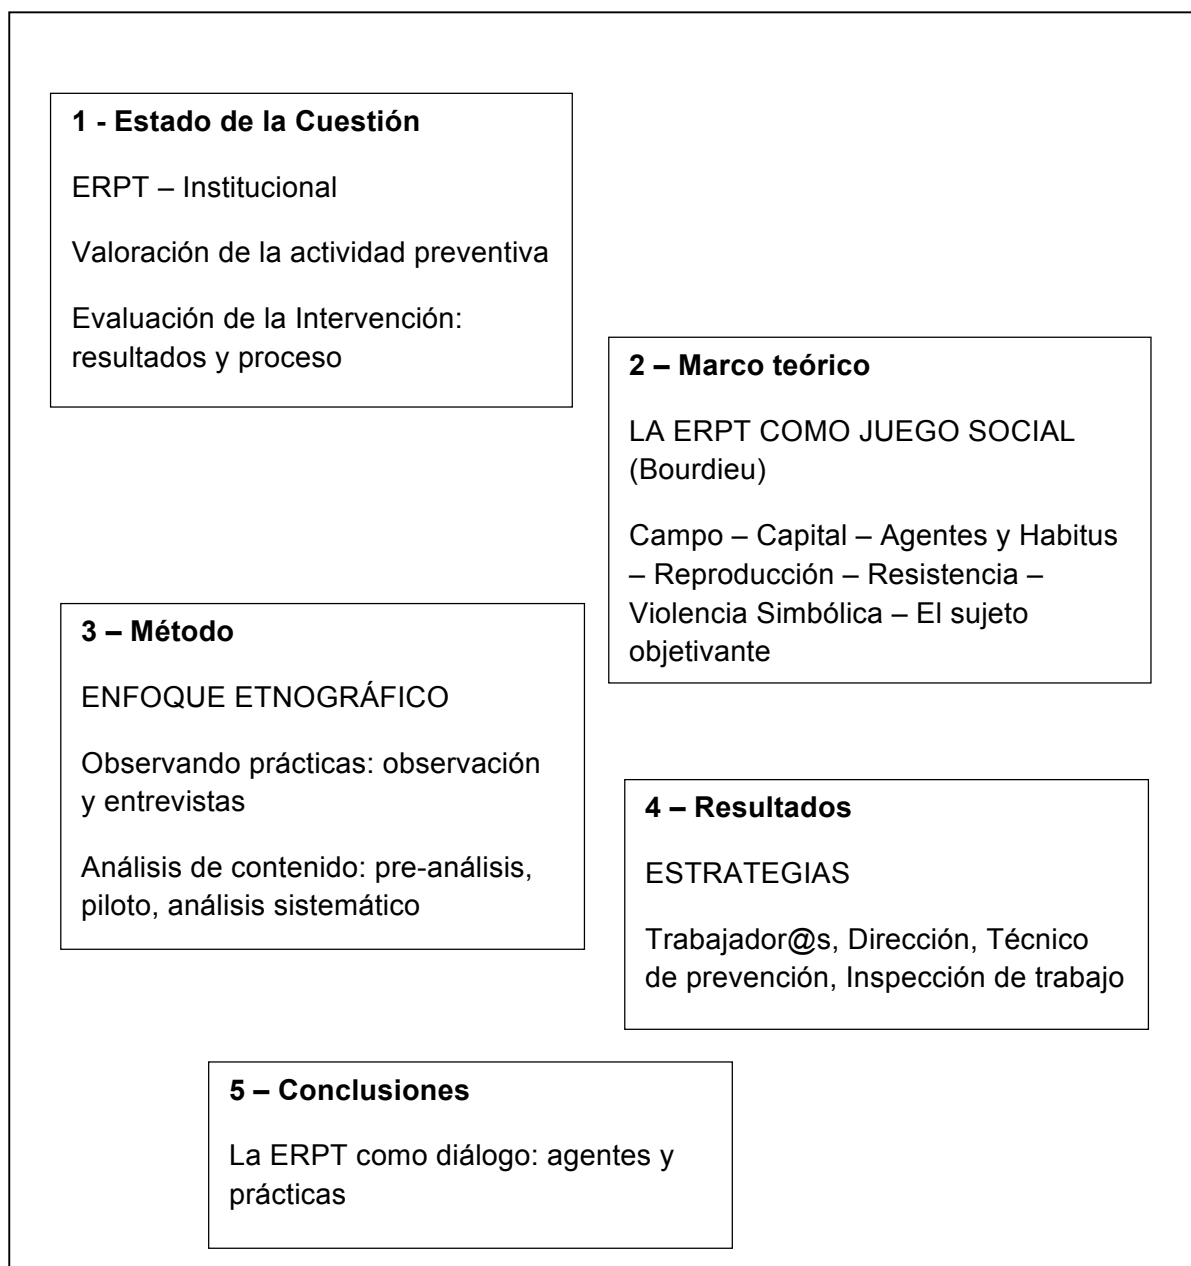 1 - Estado de la Cuestión
ERPT – Institucional
Valoración de la actividad preventiva
Evaluación de la Intervención:
resultados y proceso
2 – Marco teórico
LA ERPT COMO JUEGO SOCIAL
(Bourdieu)
Campo – Capital – Agentes y Habitus
– Reproducción – Resistencia –
Violencia Simbólica – El sujeto
objetivante
3 – Método
ENFOQUE ETNOGRÁFICO
Observando prácticas: observación
y entrevistas
Análisis de contenido: pre-análisis,
piloto, análisis sistemático
4 – Resultados
ESTRATEGIAS
Trabajador@s, Dirección, Técnico
de prevención, Inspección de trabajo
5 – Conclusiones
La ERPT como diálogo: agentes y
prácticas